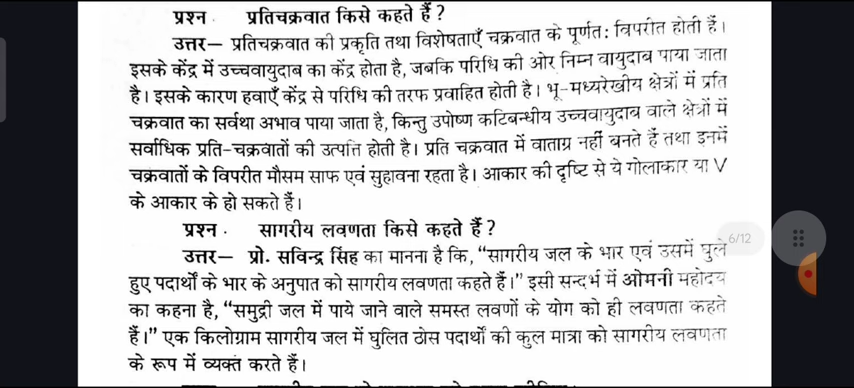 प्रश्न . प्रतिचक्रवात किसे कहते हैं ?
उत्तर— प्रतिचक्रवात की प्रकृति तथा विशेषताएँ चक्रवात के पूर्णतः विपरीत होती हैं।
इसके केंद्र में उच्चवायुदाब का केंद्र होता है, जबकि परिधि की ओर निम्न वायुदाब पाया जाता
है। इसके कारण हवाएँ केंद्र से परिधि की तरफ प्रवाहित होती है। भू-मध्यरेखीय क्षेत्रों में प्रति
चक्रवात का सर्वथा अभाव पाया जाता है, किन्तु उपोष्ण कटिबन्धीय उच्चवायुदाब वाले क्षेत्रों में
सर्वाधिक प्रति-चक्रवातों की उत्पत्ति होती है। प्रति चक्रवात में वाताग्र नहीं बनते हैं तथा इनमें
चक्रवातों के विपरीत मौसम साफ एवं सुहावना रहता है। आकार की दृष्टि से ये गोलाकार या V
के आकार के हो सकते हैं।
प्रश्न . सागरीय लवणता किसे कहते हैं ?
उत्तर— प्रो. सविन्द्र सिंह का मानना है कि, “सागरीय जल के भार एवं उसमें घुले
6/12
हुए पदार्थों के भार के अनुपात को सागरीय लवणता कहते हैं।” इसी सन्दर्भ में ओमनी महोदय
का कहना है, “समुद्री जल में पाये जाने वाले समस्त लवणों के योग को ही लवणता कहते
हैं।” एक किलोग्राम सागरीय जल में घुलित ठोस पदार्थों की कुल मात्रा को सागरीय लवणता
के रूप में व्यक्त करते हैं।